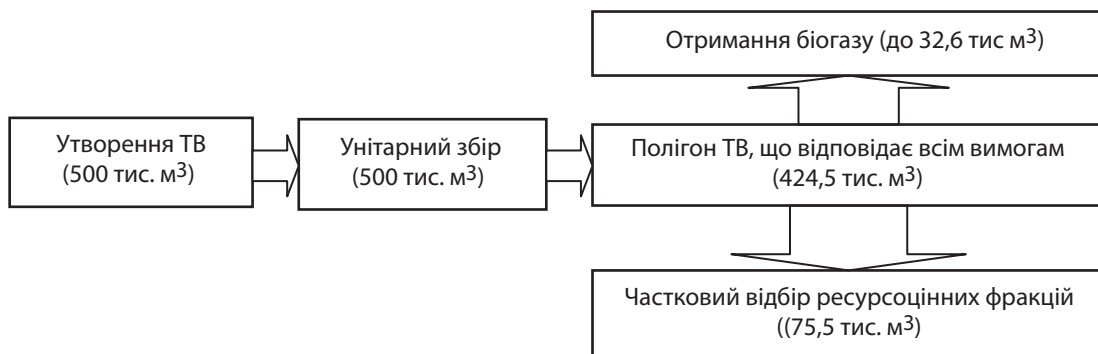 Отримання біогазу (до 32,6 тис м³)
Утворення ТВ
(500 тис. м³)
Унітарний збір
(500 тис. м³)
Полігон ТВ, що відповідає всім вимогам
(424,5 тис. м³)
Частковий відбір ресурсоцінних фракцій
((75,5 тис. м³)